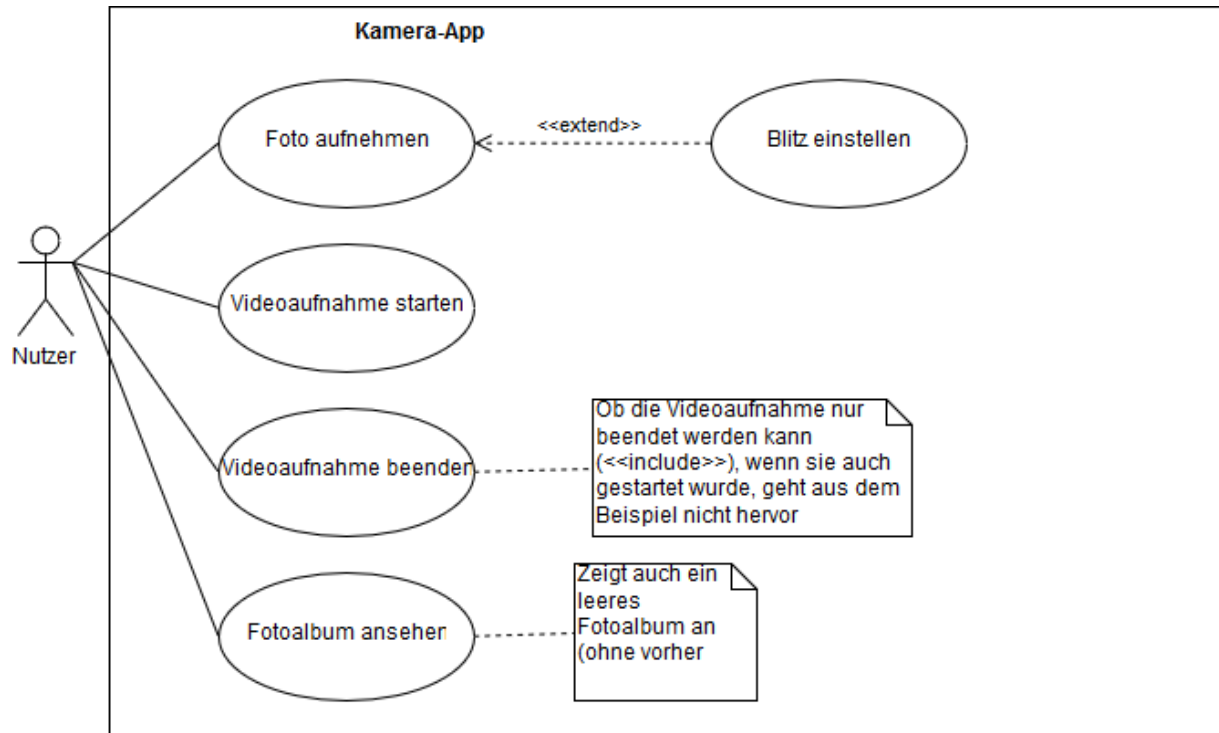 Kamera-App
Foto aufnehmen
<<extend>>
Blitz einstellen
Videoaufnahme starten
Nutzer
Videoaufnahme beenden
Ob die Videoaufnahme nur
beendet werden kann
(<<include>>), wenn sie auch
gestartet wurde, geht aus dem
Beispiel nicht hervor
Fotoalbum ansehen
Zeigt auch ein
leeres
Fotoalbum an
(ohne vorher